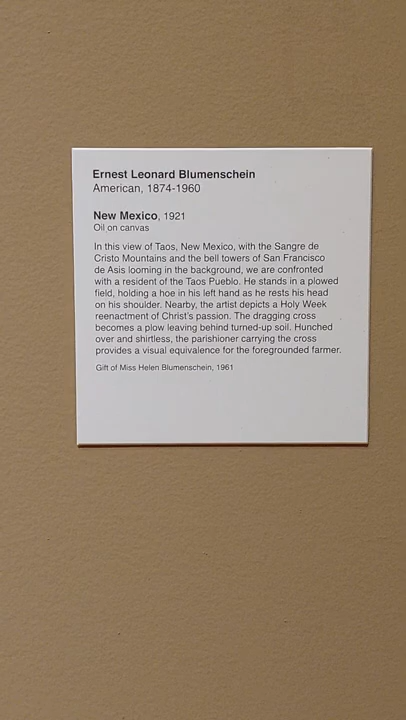 Ernest Leonard Blumenschein
American, 1874-1960
New Mexico, 1921
Oil on canvas
In this view of Taos, New Mexico, with the Sangre de
Cristo Mountains and the bell towers of San Francisco
de Asis looming in the background, we are confronted
with a resident of the Taos Pueblo. He stands in a plowed
field, holding a hoe in his left hand as he rests his head
on his shoulder. Nearby, the artist depicts a Holy Week
reenactment of Christ's passion. The dragging cross
becomes a plow leaving behind turned-up soil. Hunched
over and shirtless, the parishioner carrying the cross
provides a visual equivalence for the foregrounded farmer.
Gift of Miss Helen Blumenschein, 1961